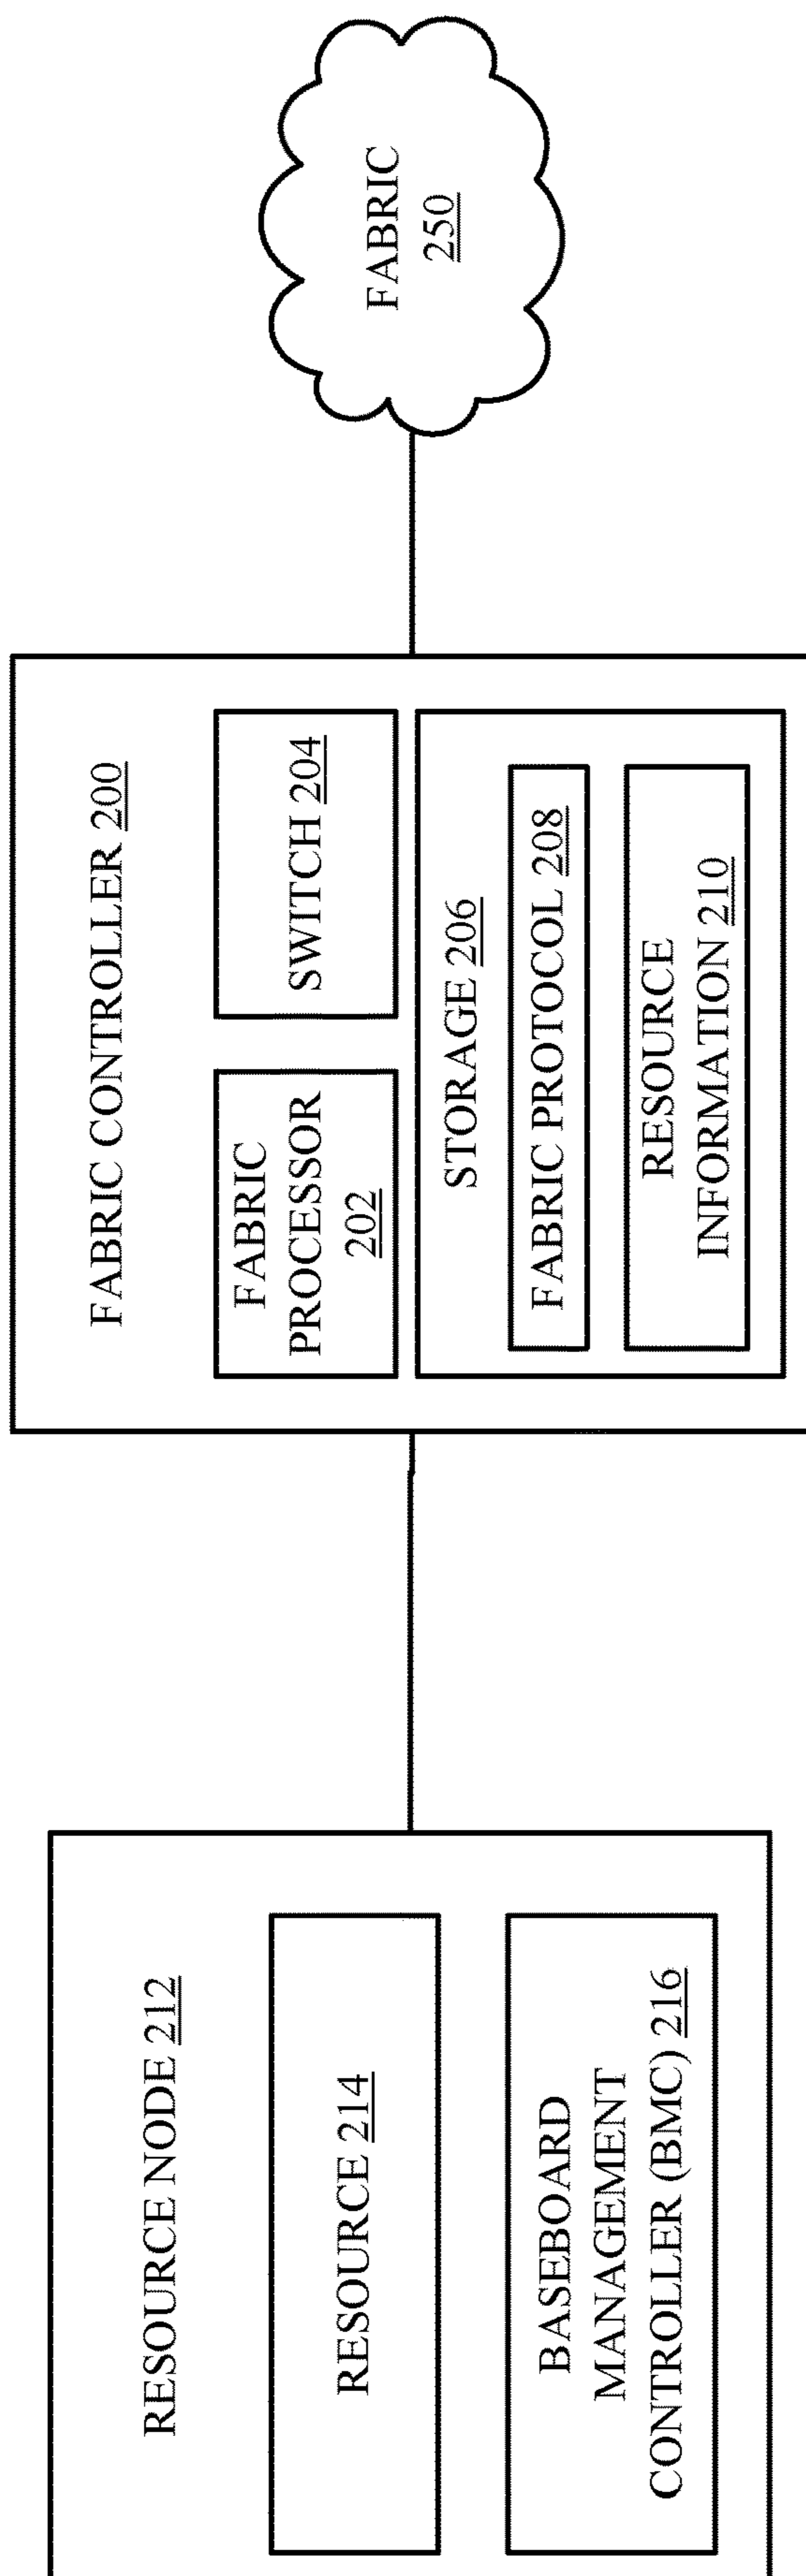 RESOURCE NODE 212
RESOURCE 214
BASEBOARD
MANAGEMENT
CONTROLLER (BMC) 216
FABRIC CONTROLLER 200
FABRIC
PROCESSOR
202
SWITCH 204
STORAGE 206
FABRIC PROTOCOL 208
RESOURCE
INFORMATION 210
FABRIC
250